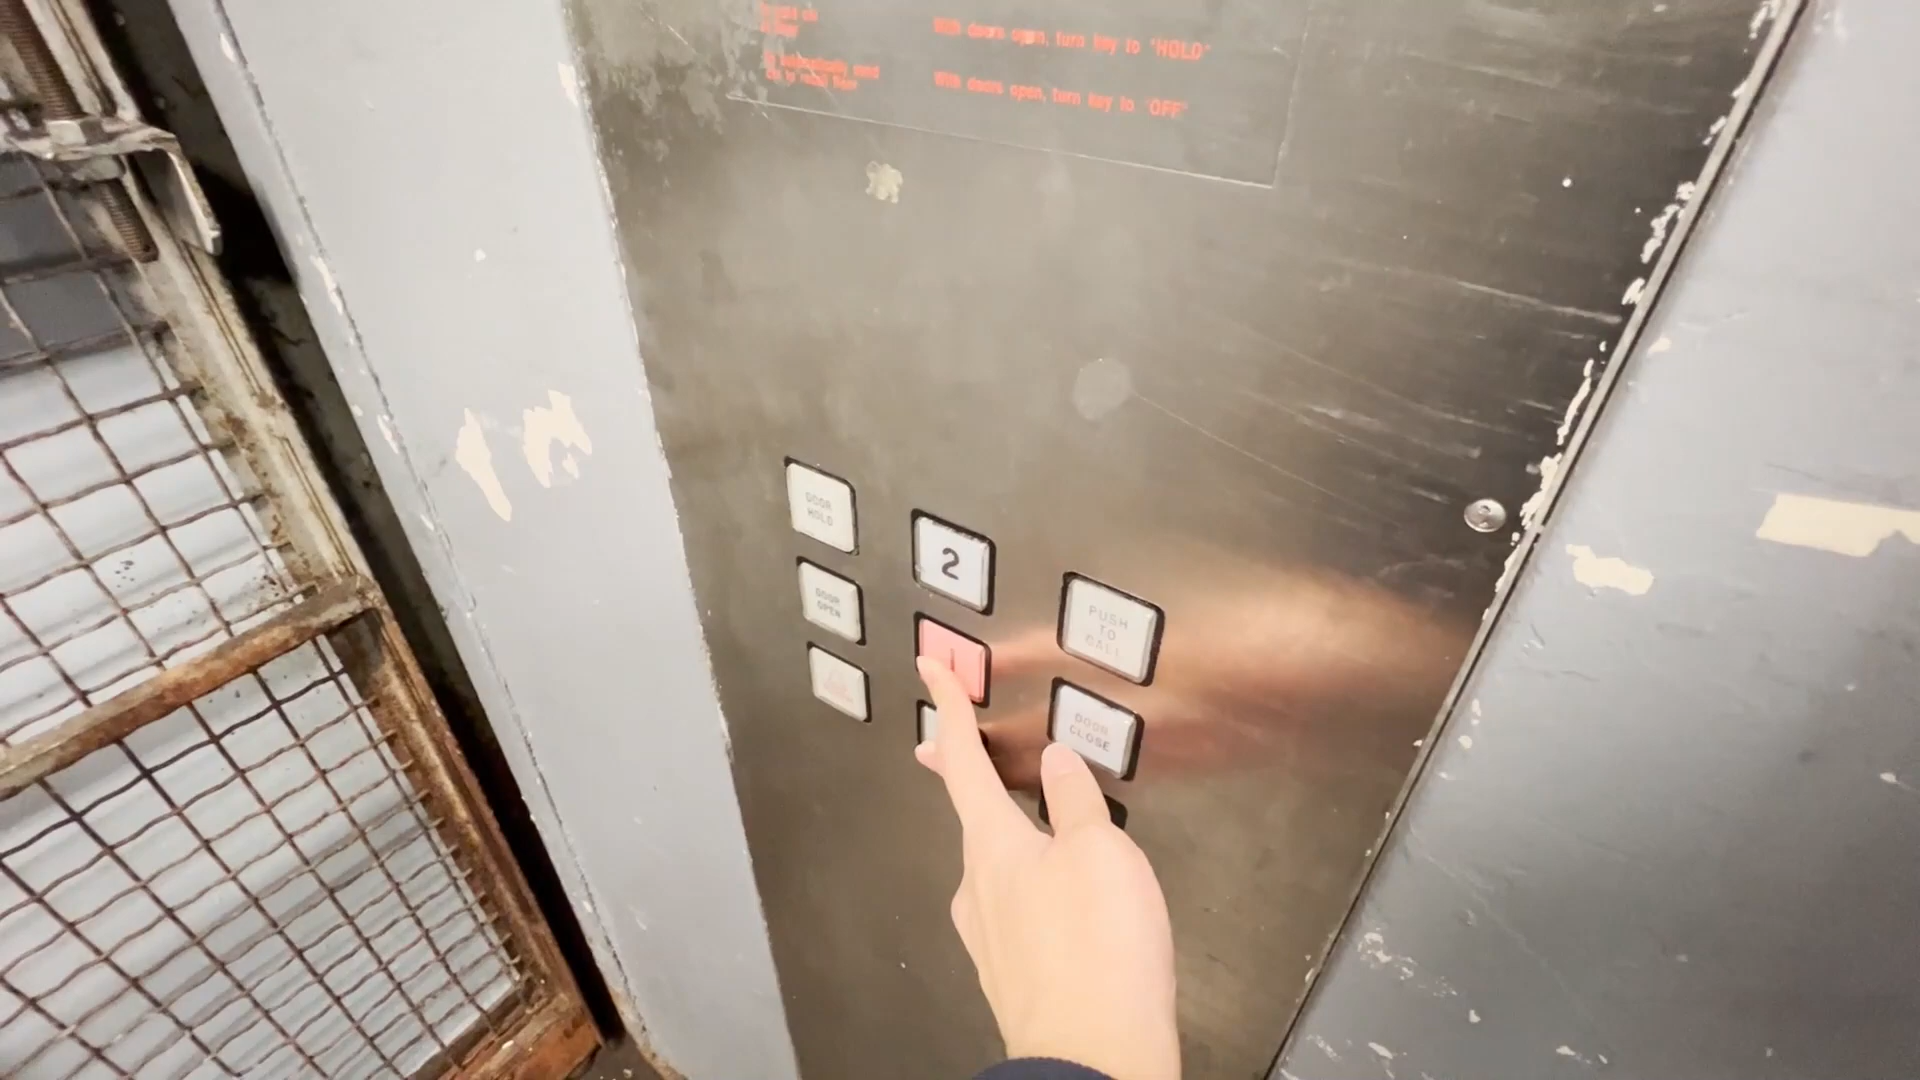 With doors open, turn key to "HOLD"
With doors open, turn key to "OFF"
DOOR
HOLD
2
PUSH
TO
CALL
DOOR
OPEN
1
DOOR
CLOSE